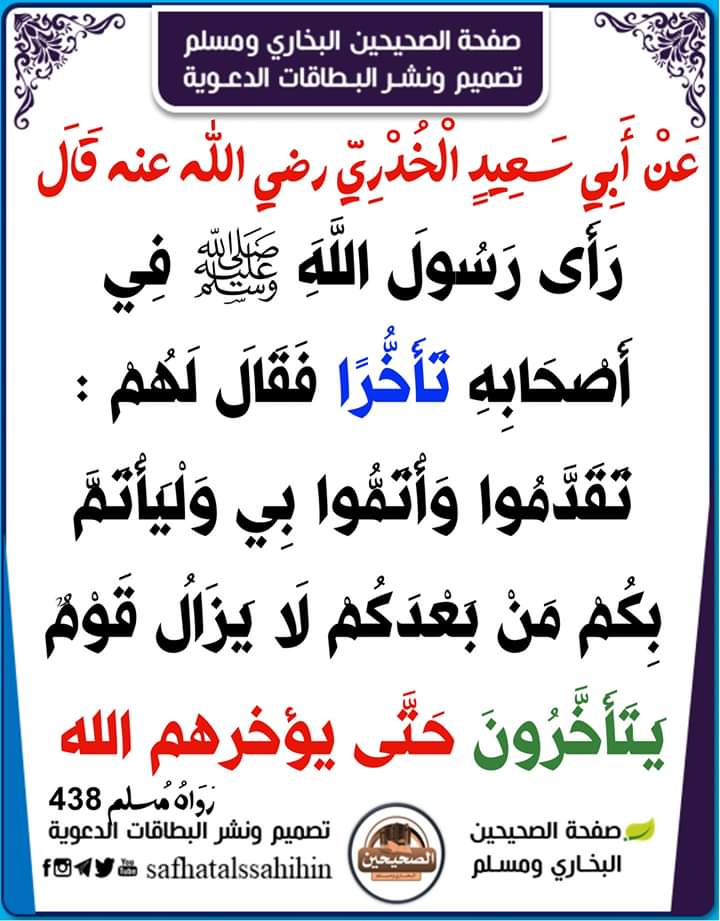 صفحة الصحيحين البخاري ومسلم
تصميم ونشر البطاقات الدعوية
عَنْ أَبِي سَعِيدٍ الْخُدْرِيِّ رضي الله عنه قَالَ
رَأَى رَسُولَ اللَّهِ ﷺ فِي
أَصْحَابِهِ تَأَخُّرًا فَقَالَ لَهُمْ :
تَقَدَّمُوا وَأْتَمُّوا بِي وَلْيَأْتَمَّ
بِكُمْ مَنْ بَعْدَكُمْ لَا يَزَالُ قَوْمٌ
يَتَأَخَّرُونَ حَتَّى يؤخرهم الله
رَوَاهُ مُسلم 438
صفحة الصحيحين
البخاري ومسلم
الصحيحين
تصميم ونشر البطاقات الدعوية
safhatalssahihin
You Tube